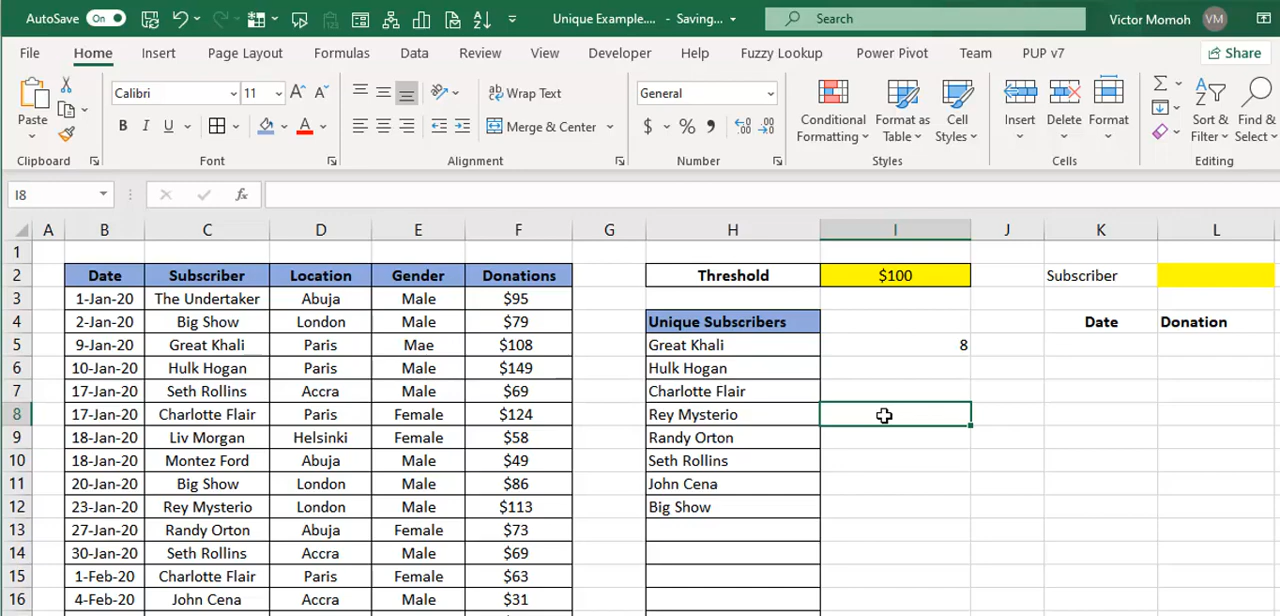 AutoSave On Unique Example.... - Saving... Search Victor Momoh VM
File Home Insert Page Layout Formulas Data Review View Developer Help Fuzzy Lookup Power Pivot Team PUP v7 Share
Paste Calibri 11 A A Wrap Text General Conditional Format as Cell Insert Delete Format Sort & Find &
B I U A Merge & Center $ % Formatting Table Styles Filter Select
Clipboard Font Alignment Number Styles Cells Editing
I8 fx
A B C D E F G H I J K L
1
2 Date Subscriber Location Gender Donations Threshold $100 Subscriber
3 1-Jan-20 The Undertaker Abuja Male $95
4 2-Jan-20 Big Show London Male $79 Unique Subscribers Date Donation
5 9-Jan-20 Great Khali Paris Mae $108 Great Khali 8
6 10-Jan-20 Hulk Hogan Paris Male $149 Hulk Hogan
7 17-Jan-20 Seth Rollins Accra Male $69 Charlotte Flair
8 17-Jan-20 Charlotte Flair Paris Female $124 Rey Mysterio
9 18-Jan-20 Liv Morgan Helsinki Female $58 Randy Orton
10 18-Jan-20 Montez Ford Abuja Male $49 Seth Rollins
11 20-Jan-20 Big Show London Male $86 John Cena
12 23-Jan-20 Rey Mysterio London Male $113 Big Show
13 27-Jan-20 Randy Orton Abuja Female $73
14 30-Jan-20 Seth Rollins Accra Male $69
15 1-Feb-20 Charlotte Flair Paris Female $63
16 4-Feb-20 John Cena Accra Male $31